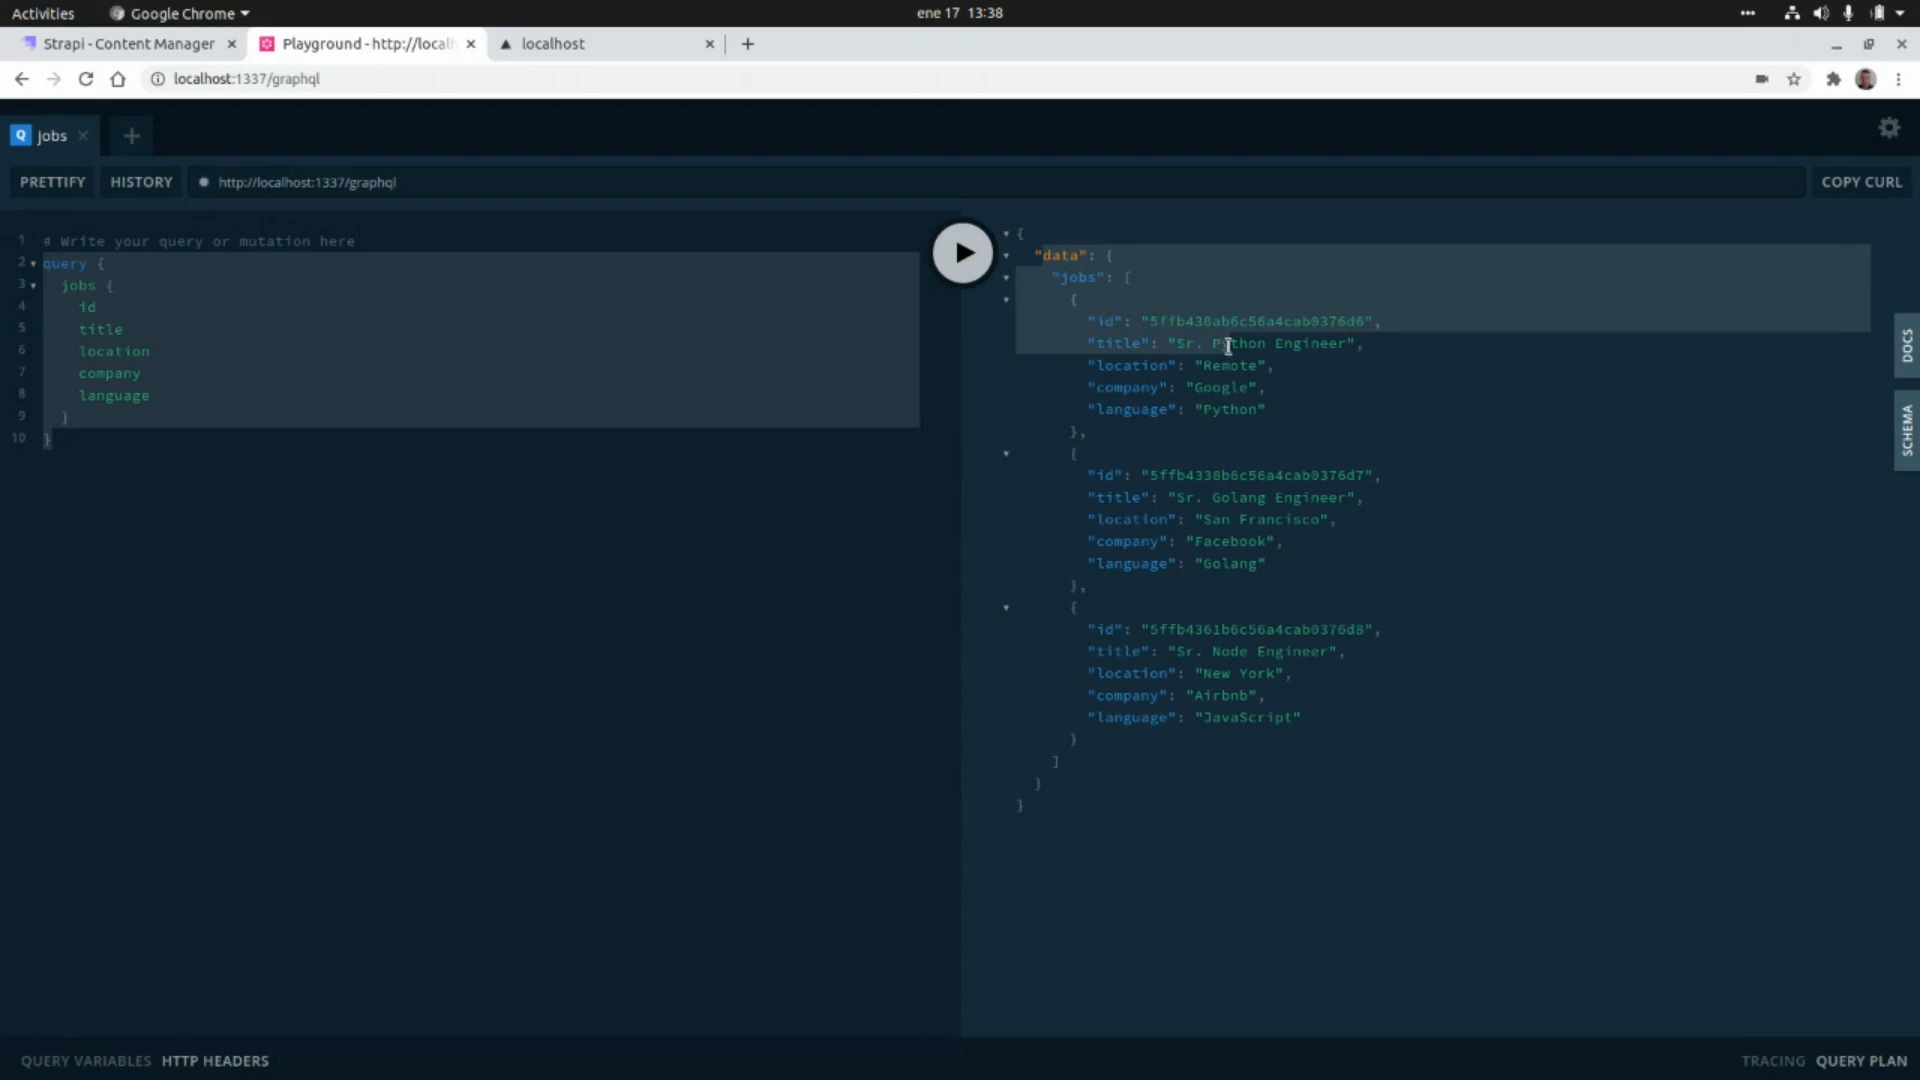 Activities Google Chrome ene 17 13:38
Strapi - Content Manager Playground - http://localh localhost
localhost:1337/graphql
Q jobs
PRETTIFY HISTORY http://localhost:1337/graphql COPY CURL
1 # Write your query or mutation here
2 query {
3 jobs {
4 id
5 title
6 location
7 company
8 language
9 }
10 }
{
"data": {
"jobs": [
{
"id": "5ffb430ab6c56a4cab0376d6",
"title": "Sr. Python Engineer",
"location": "Remote",
"company": "Google",
"language": "Python"
},
{
"id": "5ffb4338b6c56a4cab0376d7",
"title": "Sr. Golang Engineer",
"location": "San Francisco",
"company": "Facebook",
"language": "Golang"
},
{
"id": "5ffb4361b6c56a4cab0376d8",
"title": "Sr. Node Engineer",
"location": "New York",
"company": "Airbnb",
"language": "JavaScript"
}
]
}
}
DOCS
SCHEMA
QUERY VARIABLES HTTP HEADERS TRACING QUERY PLAN